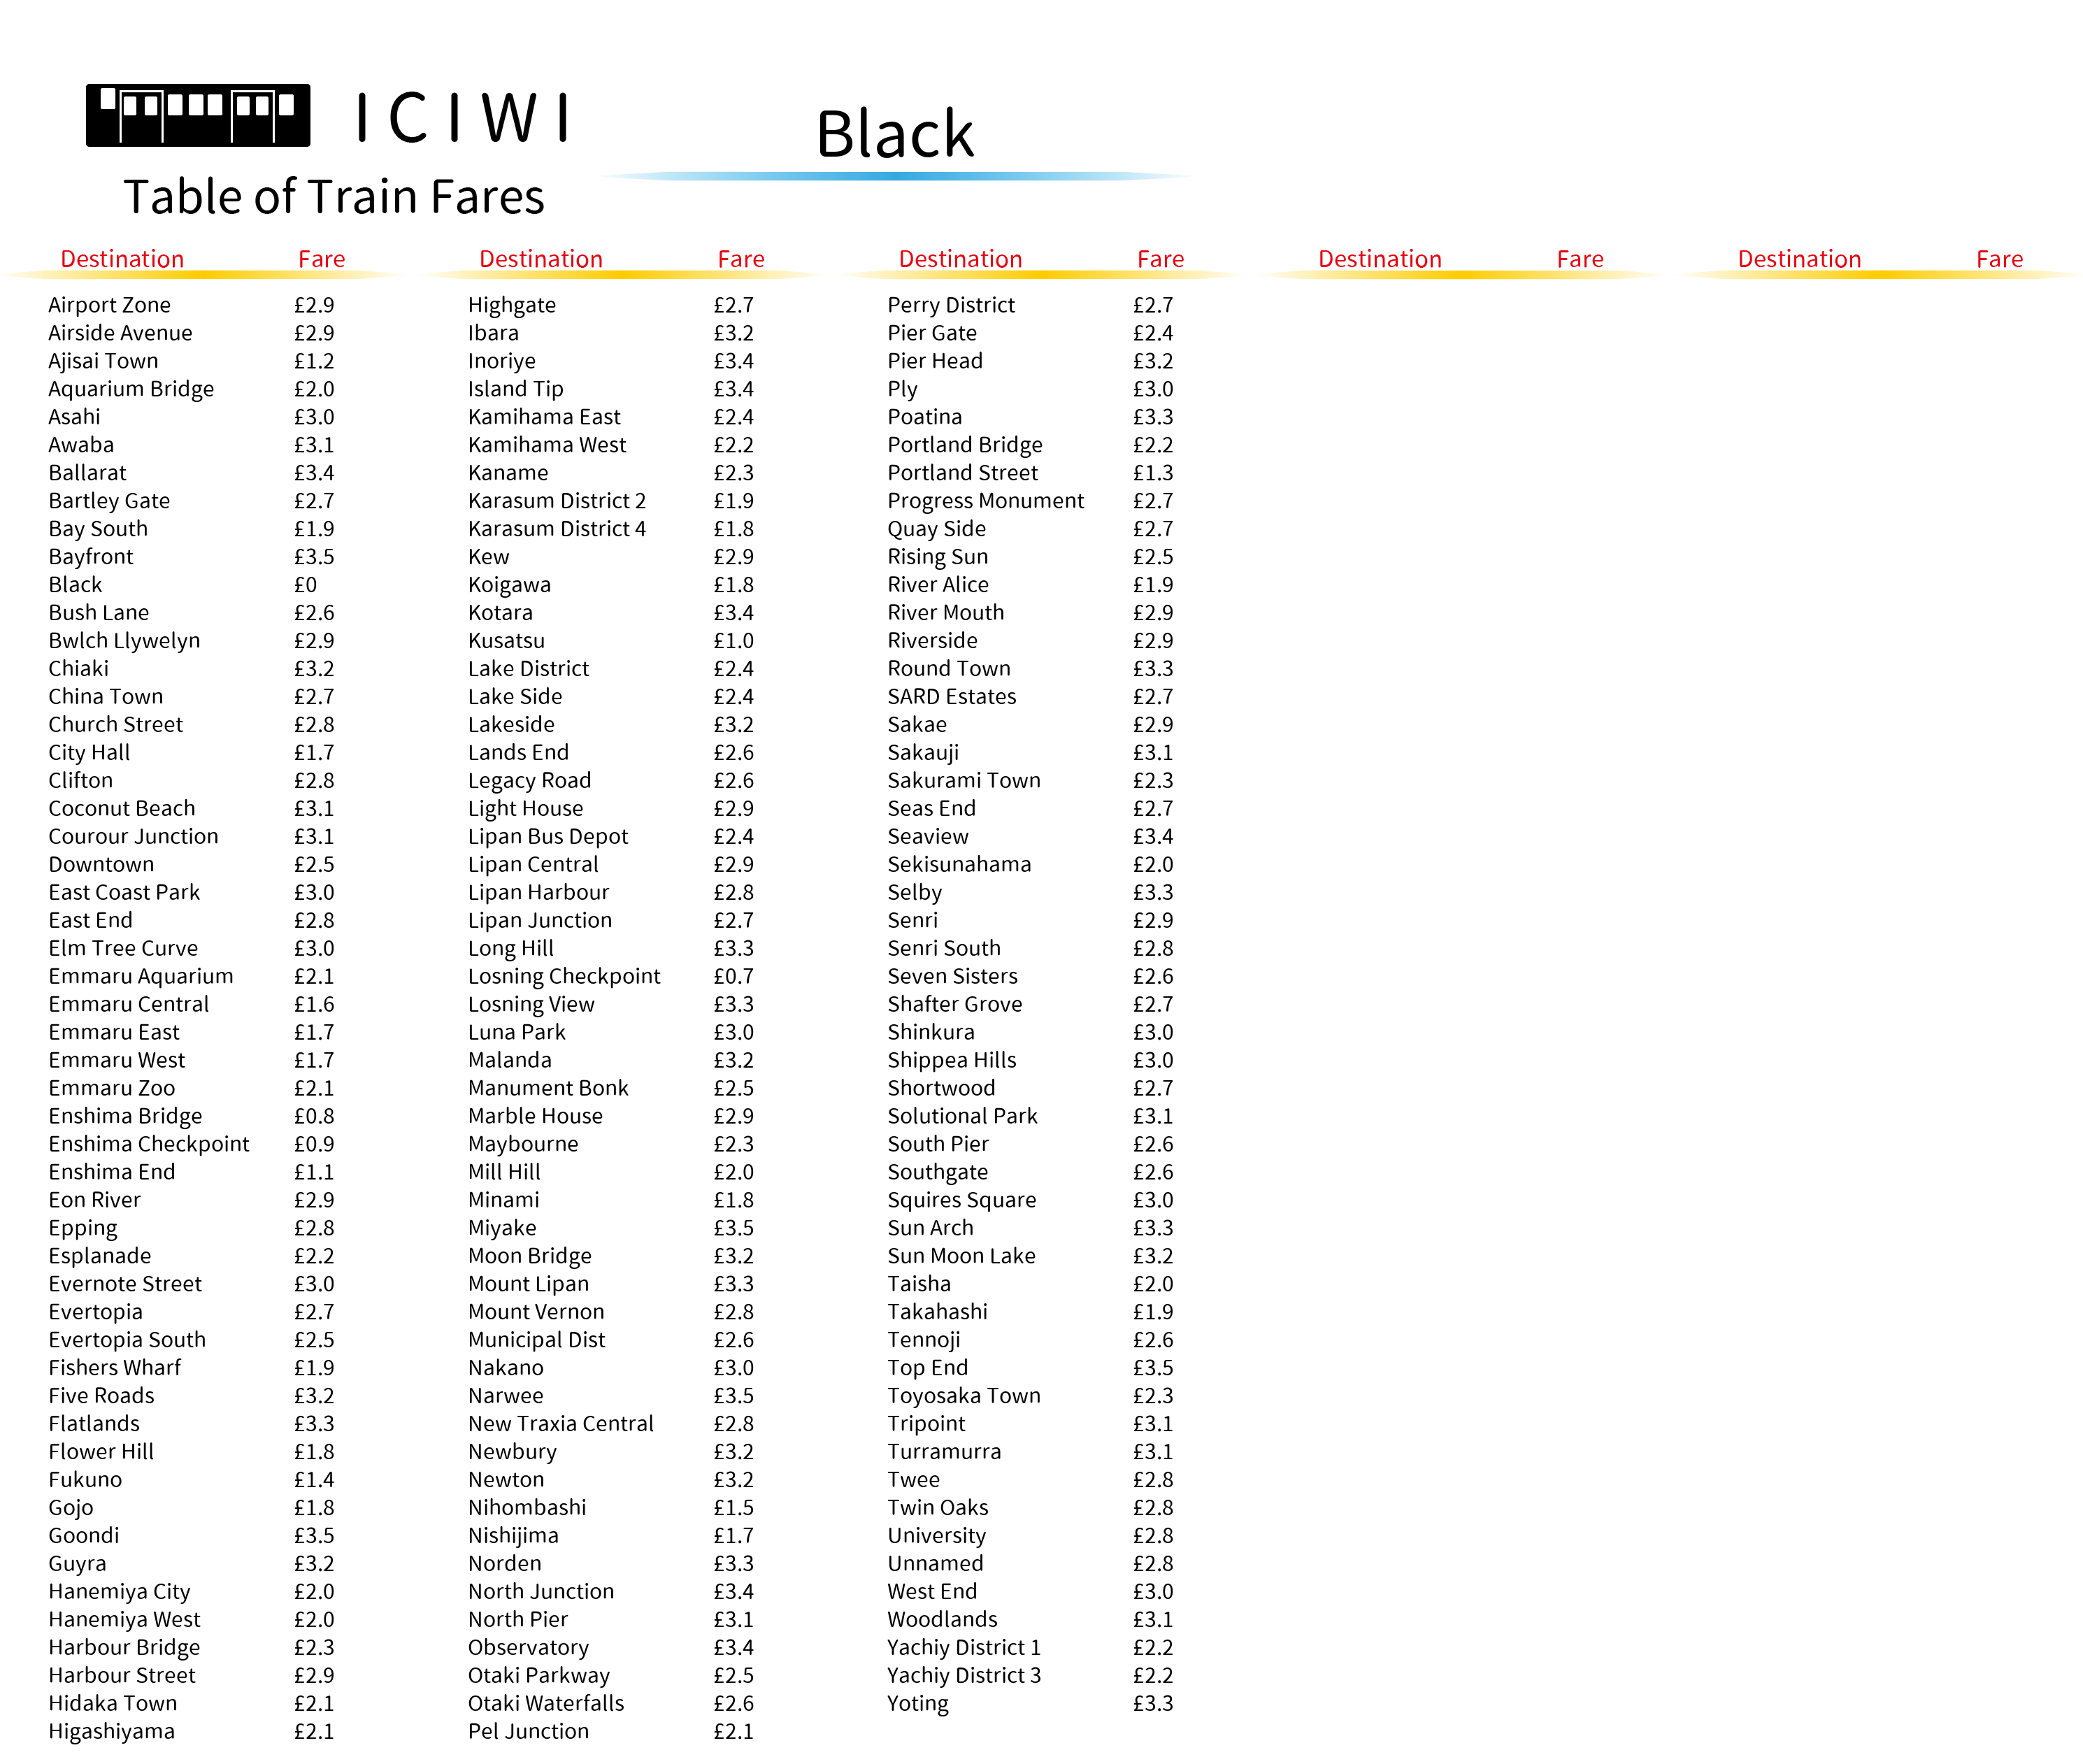 ICIWI
Black
Table of Train Fares
Destination Fare Destination Fare Destination Fare Destination Fare Destination Fare
Airport Zone £2.9 Highgate £2.7 Perry District £2.7
Airside Avenue £2.9 Ibara £3.2 Pier Gate £2.4
Ajisai Town £1.2 Inoriye £3.4 Pier Head £3.2
Aquarium Bridge £2.0 Island Tip £3.4 Ply £3.0
Asahi £3.0 Kamihama East £2.4 Poatina £3.3
Awaba £3.1 Kamihama West £2.2 Portland Bridge £2.2
Ballarat £3.4 Kaname £2.3 Portland Street £1.3
Bartley Gate £2.7 Karasum District 2 £1.9 Progress Monument £2.7
Bay South £1.9 Karasum District 4 £1.8 Quay Side £2.7
Bayfront £3.5 Kew £2.9 Rising Sun £2.5
Black £0 Koigawa £1.8 River Alice £1.9
Bush Lane £2.6 Kotara £3.4 River Mouth £2.9
Bwlch Llywelyn £2.9 Kusatsu £1.0 Riverside £2.9
Chiaki £3.2 Lake District £2.4 Round Town £3.3
China Town £2.7 Lake Side £2.4 SARD Estates £2.7
Church Street £2.8 Lakeside £3.2 Sakae £2.9
City Hall £1.7 Lands End £2.6 Sakauji £3.1
Clifton £2.8 Legacy Road £2.6 Sakurami Town £2.3
Coconut Beach £3.1 Light House £2.9 Seas End £2.7
Courour Junction £3.1 Lipan Bus Depot £2.4 Seaview £3.4
Downtown £2.5 Lipan Central £2.9 Sekisunahama £2.0
East Coast Park £3.0 Lipan Harbour £2.8 Selby £3.3
East End £2.8 Lipan Junction £2.7 Senri £2.9
Elm Tree Curve £3.0 Long Hill £3.3 Senri South £2.8
Emmaru Aquarium £2.1 Losning Checkpoint £0.7 Seven Sisters £2.6
Emmaru Central £1.6 Losning View £3.3 Shafter Grove £2.7
Emmaru East £1.7 Luna Park £3.0 Shinkura £3.0
Emmaru West £1.7 Malanda £3.2 Shippea Hills £3.0
Emmaru Zoo £2.1 Manument Bonk £2.5 Shortwood £2.7
Enshima Bridge £0.8 Marble House £2.9 Solutional Park £3.1
Enshima Checkpoint £0.9 Maybourne £2.3 South Pier £2.6
Enshima End £1.1 Mill Hill £2.0 Southgate £2.6
Eon River £2.9 Minami £1.8 Squires Square £3.0
Epping £2.8 Miyake £3.5 Sun Arch £3.3
Esplanade £2.2 Moon Bridge £3.2 Sun Moon Lake £3.2
Evernote Street £3.0 Mount Lipan £3.3 Taisha £2.0
Evertopia £2.7 Mount Vernon £2.8 Takahashi £1.9
Evertopia South £2.5 Municipal Dist £2.6 Tennoji £2.6
Fishers Wharf £1.9 Nakano £3.0 Top End £3.5
Five Roads £3.2 Narwee £3.5 Toyosaka Town £2.3
Flatlands £3.3 New Traxia Central £2.8 Tripoint £3.1
Flower Hill £1.8 Newbury £3.2 Turramurra £3.1
Fukuno £1.4 Newton £3.2 Twee £2.8
Gojo £1.8 Nihombashi £1.5 Twin Oaks £2.8
Goondi £3.5 Nishijima £1.7 University £2.8
Guyra £3.2 Norden £3.3 Unnamed £2.8
Hanemiya City £2.0 North Junction £3.4 West End £3.0
Hanemiya West £2.0 North Pier £3.1 Woodlands £3.1
Harbour Bridge £2.3 Observatory £3.4 Yachiy District 1 £2.2
Harbour Street £2.9 Otaki Parkway £2.5 Yachiy District 3 £2.2
Hidaka Town £2.1 Otaki Waterfalls £2.6 Yoting £3.3
Higashiyama £2.1 Pel Junction £2.1